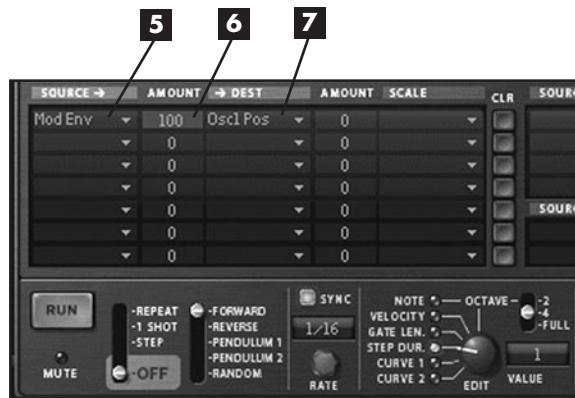 5 6 7
SOURCE → AMOUNT → DEST AMOUNT SCALE CLR SOUR
Mod Env 100 Osc1 Pos 0
0 0
0 0
0 0
0 0
0 0 SOUR
0 0
RUN
MUTE
-REPEAT
-1 SHOT
-STEP
-OFF
-FORWARD
-REVERSE
-PENDULUM 1
-PENDULUM 2
-RANDOM
SYNC
1/16
RATE
NOTE
VELOCITY
GATE LEN.
STEP DUR.
CURVE 1
CURVE 2
EDIT
OCTAVE
-2
-4
-FULL
1
VALUE